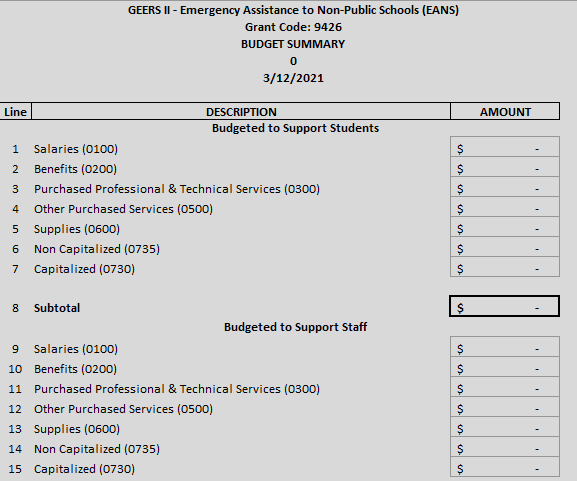 GEERS II - Emergency Assistance to Non-Public Schools (EANS)
Grant Code: 9426
BUDGET SUMMARY
0
3/12/2021
Line DESCRIPTION AMOUNT
Budgeted to Support Students
1 Salaries (0100) $ -
2 Benefits (0200) $ -
3 Purchased Professional & Technical Services (0300) $ -
4 Other Purchased Services (0500) $ -
5 Supplies (0600) $ -
6 Non Capitalized (0735) $ -
7 Capitalized (0730) $ -
8 Subtotal $ -
Budgeted to Support Staff
9 Salaries (0100) $ -
10 Benefits (0200) $ -
11 Purchased Professional & Technical Services (0300) $ -
12 Other Purchased Services (0500) $ -
13 Supplies (0600) $ -
14 Non Capitalized (0735) $ -
15 Capitalized (0730) $ -